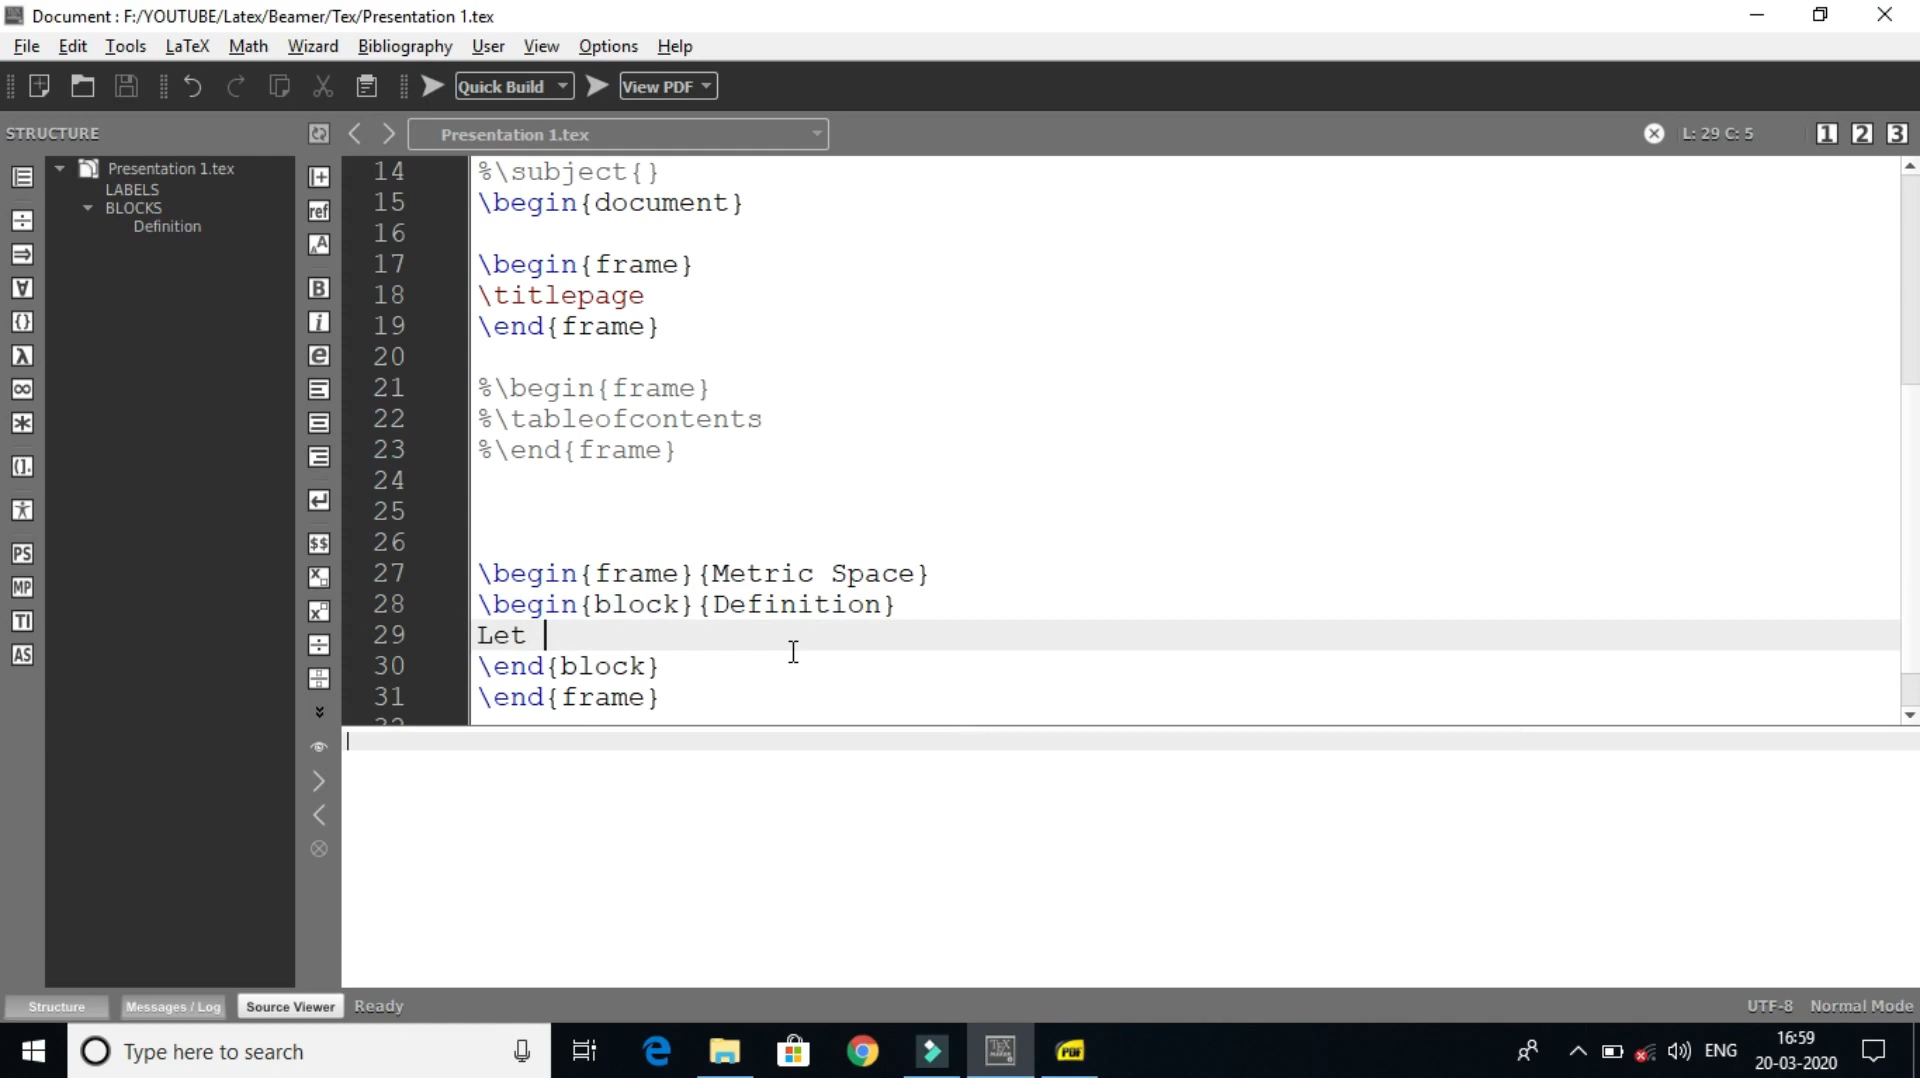 Document : F:/YOUTUBE/Latex/Beamer/Tex/Presentation 1.tex
File Edit Tools LaTeX Math Wizard Bibliography User View Options Help
Quick Build View PDF
STRUCTURE Presentation 1.tex L: 29 C: 5 1 2 3
Presentation 1.tex
LABELS
BLOCKS
Definition
14 %\subject{}
15 \begin{document}
16
17 \begin{frame}
18 \titlepage
19 \end{frame}
20
21 %\begin{frame}
22 %\tableofcontents
23 %\end{frame}
24
25
26
27 \begin{frame}{Metric Space}
28 \begin{block}{Definition}
29 Let
30 \end{block}
31 \end{frame}
Structure Messages / Log Source Viewer Ready UTF-8 Normal Mode
Type here to search ENG 16:59
20-03-2020